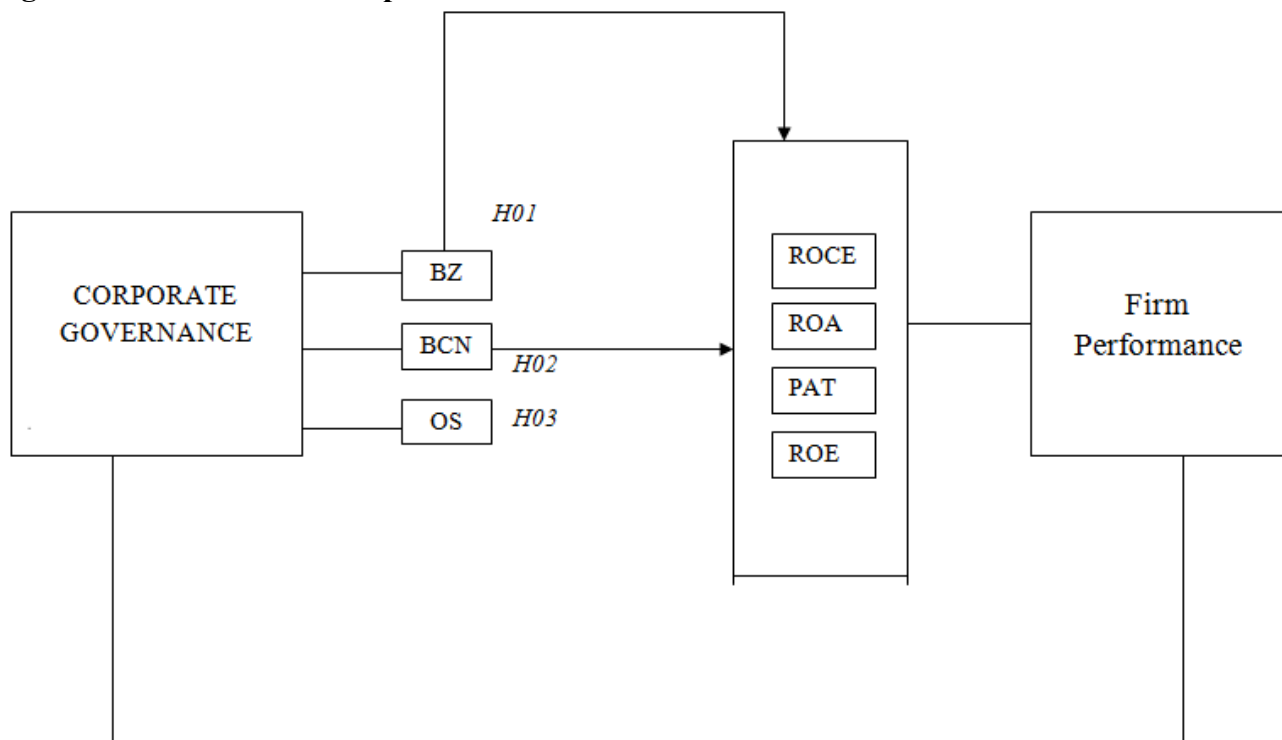 H01
BZ
CORPORATE
GOVERNANCE
BCN
H02
OS
H03
ROCE
ROA
PAT
ROE
Firm
Performance